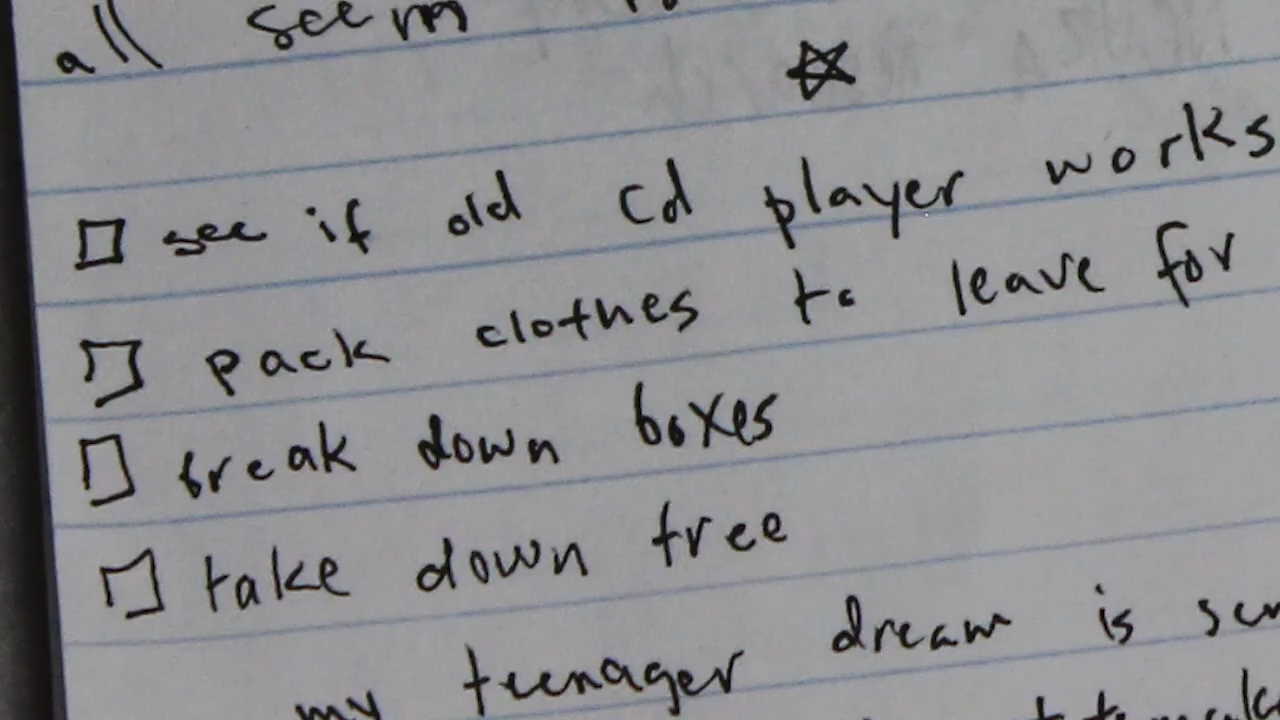 all seem
see if old cd player works
pack clothes to leave for
break down boxes
take down tree
my teenager dream is